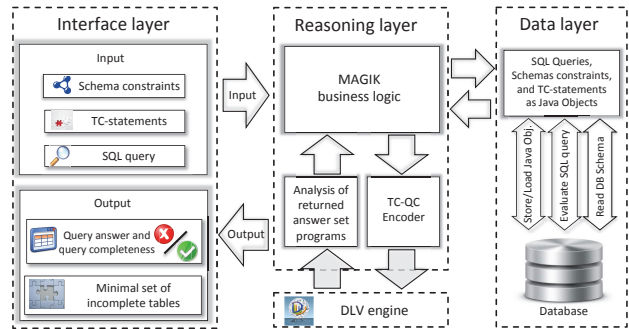 Interface layer
Input
Schema constraints
TC-statements
SQL query
Output
Query answer and
query completeness
Minimal set of
incomplete tables
Input
Output
Reasoning layer
MAGIK
business logic
Analysis of
returned
answer set
programs
TC-QC
Encoder
DLV engine
Data layer
SQL Queries,
Schemas constraints,
and TC-statements
as Java Objects
Store/Load Java Obj.
Evaluate SQL query
Read DB Schema
Database